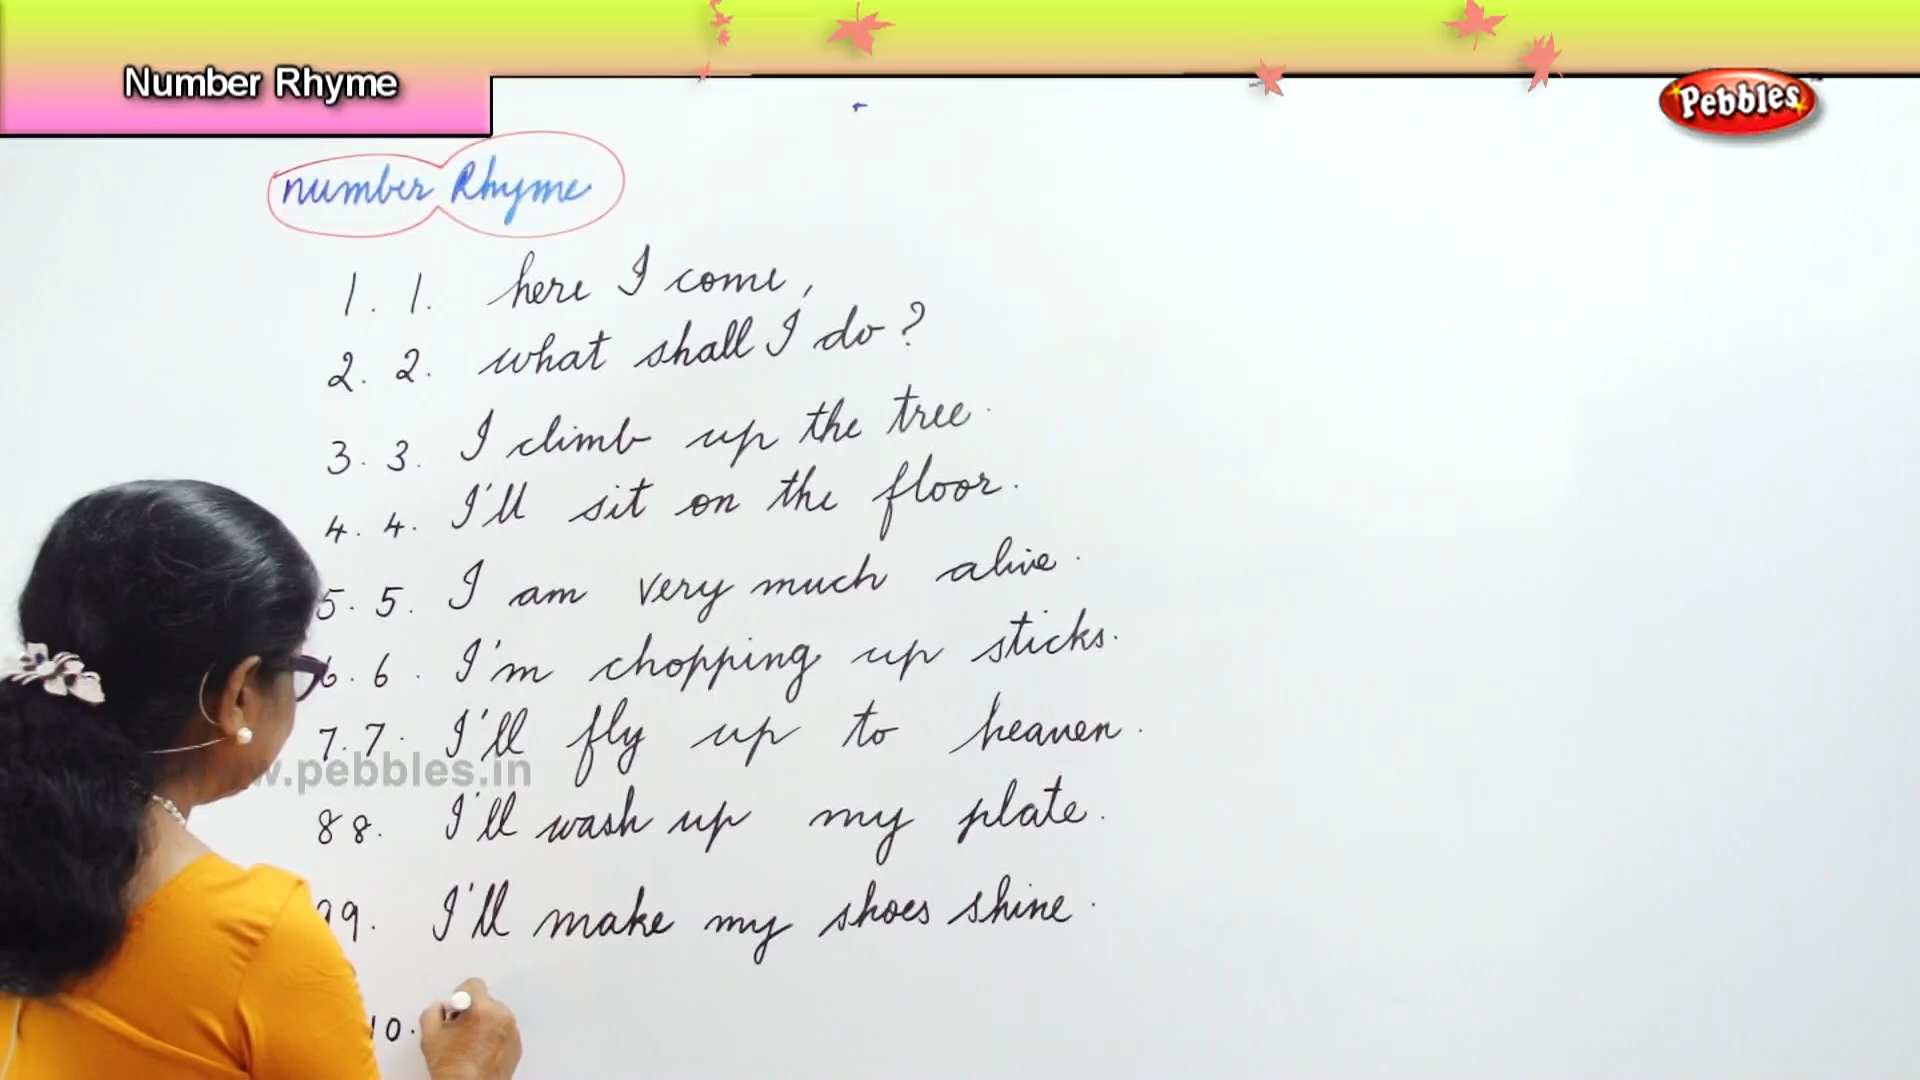 Number Rhyme
Pebbles
number Rhyme
1. 1. here I come,
2. 2. what shall I do?
3. 3. I climb up the tree.
4. 4. I'll sit on the floor.
5. 5. I am very much alive.
6. 6. I'm chopping up sticks.
7. 7. I'll fly up to heaven.
www.pebbles.in
8 8. I'll wash up my plate.
9 9. I'll make my shoes shine.
10.